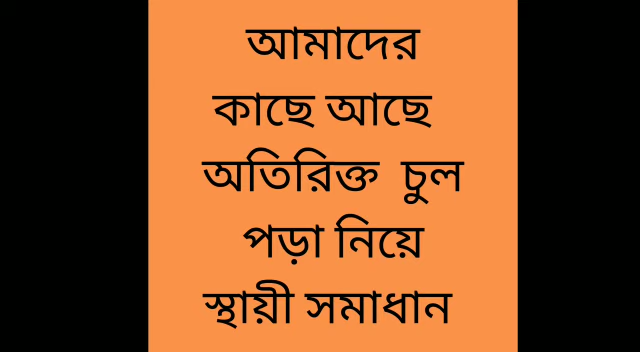 আমাদের
কাছে আছে
অতিরিক্ত চুল
পড়া নিয়ে
স্থায়ী সমাধান